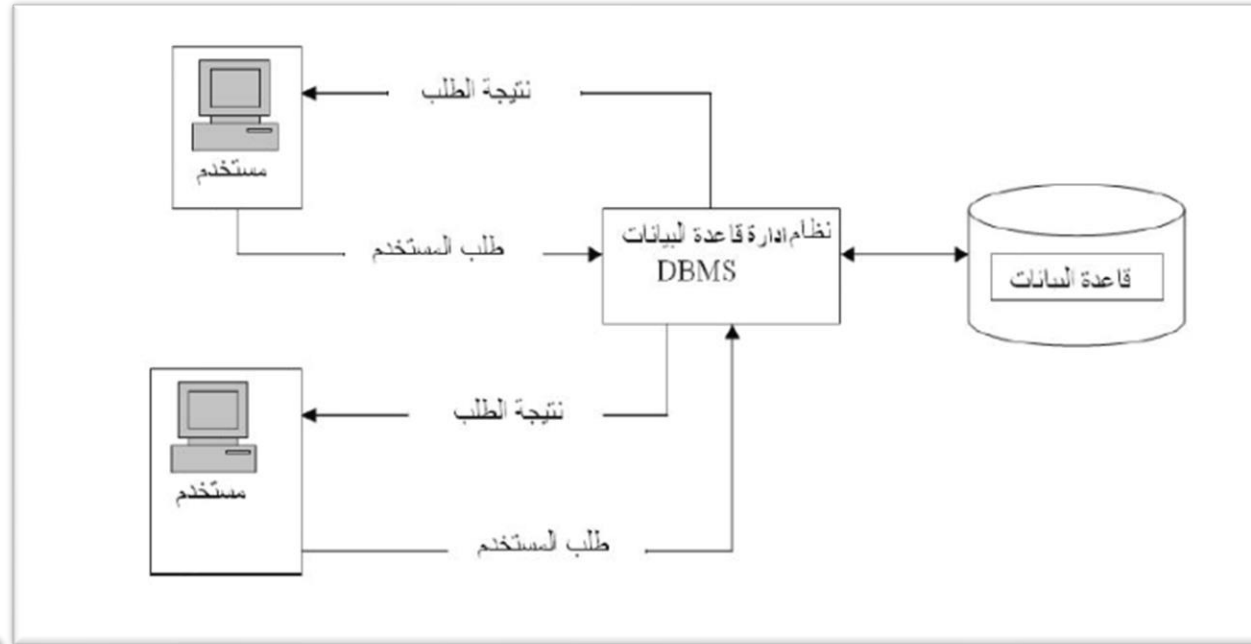 نتيجة الطلب
مستخدم
طلب المستخدم
نظام ادارة قاعدة البيانات
DBMS
قاعدة البيانات
نتيجة الطلب
مستخدم
طلب المستخدم